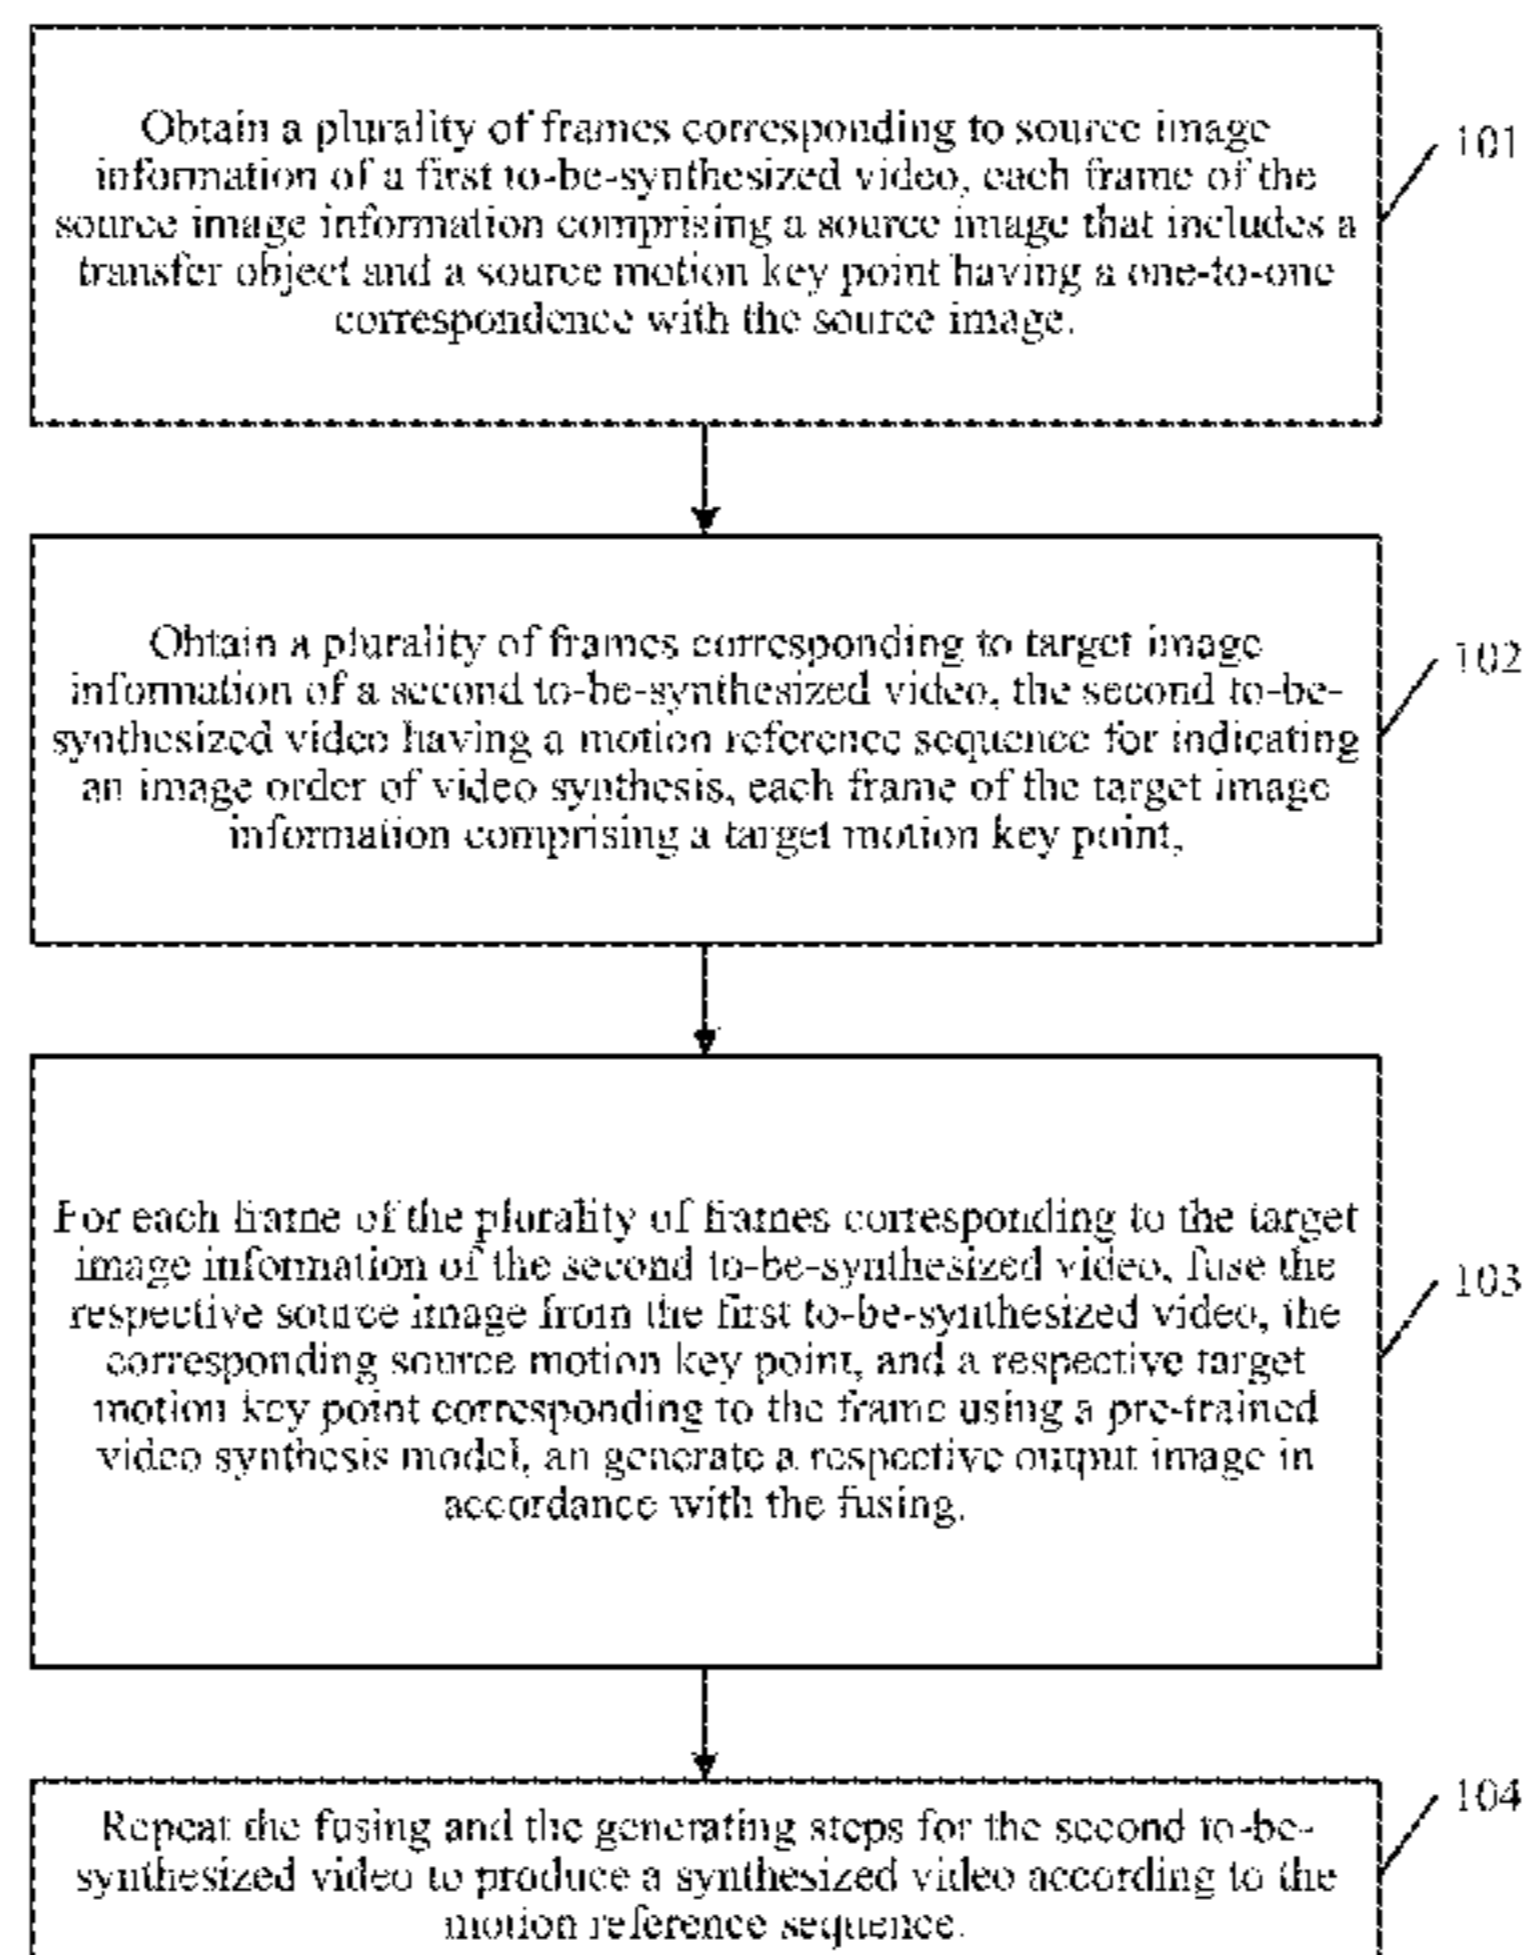 Obtain a plurality of frames corresponding to source image
information of a first to-be-synthesized video, each frame of the
source image information comprising a source image that includes a
transfer object and a source motion key point having a one-to-one
correspondence with the source image.
101
Obtain a plurality of frames corresponding to target image
information of a second to-be-synthesized video, the second to-be-
synthesized video having a motion reference sequence for indicating
an image order of video synthesis, each frame of the target image
information comprising a target motion key point,
102
For each frame of the plurality of frames corresponding to the target
image information of the second to-be-synthesized video, fuse the
respective source image from the first to-be-synthesized video, the
corresponding source motion key point, and a respective target
motion key point corresponding to the frame using a pre-trained
video synthesis model, an generate a respective output image in
accordance with the fusing.
103
Repeat the fusing and the generating steps for the second to-be-
synthesized video to produce a synthesized video according to the
motion reference sequence.
104